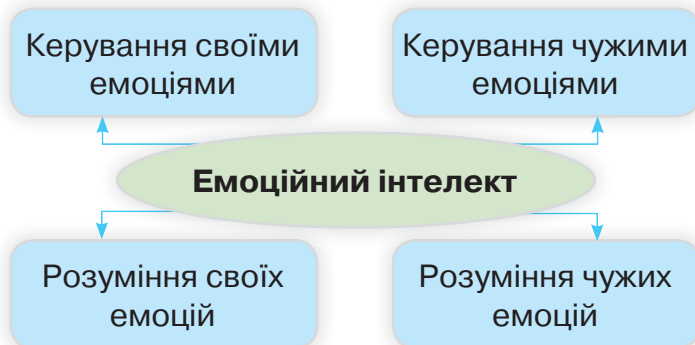 Керування своїми
емоціями
Керування чужими
емоціями
Емоційний інтелект
Розуміння своїх
емоцій
Розуміння чужих
емоцій